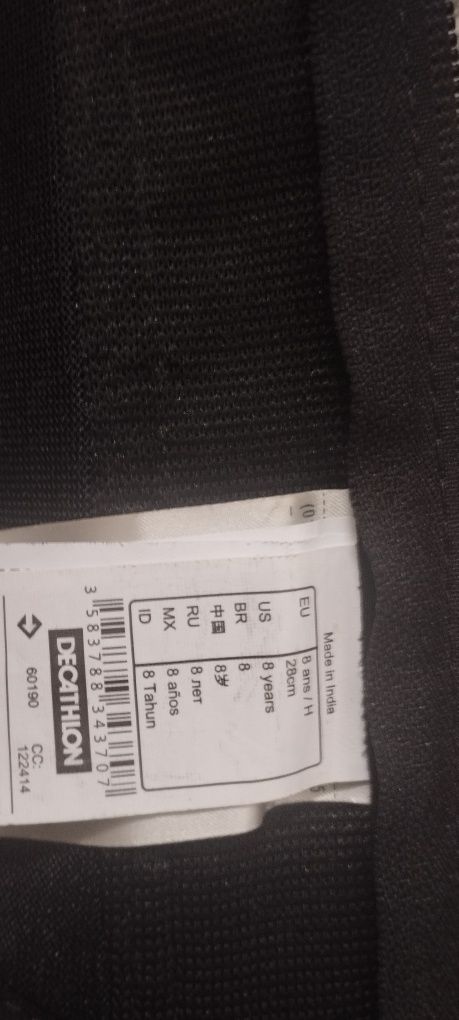 Made in India
EU 8 ans / H
28cm
US 8 years
BR 8
中国 8岁
RU 8 лет
MX 8 años
ID 8 Tahun
3 583788 343707
DECATHLON
60190 CC:
122414